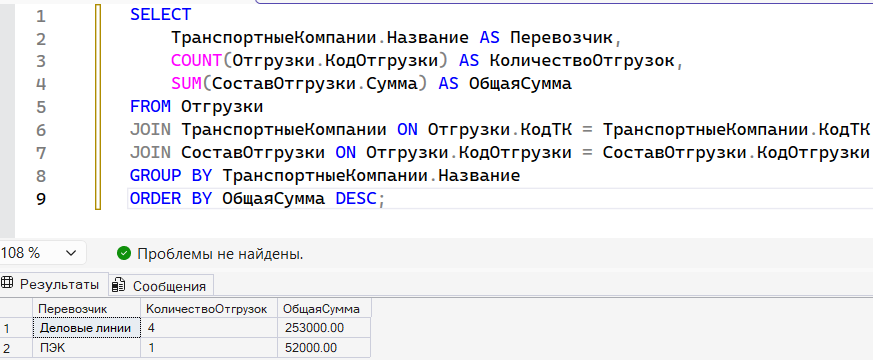 1 SELECT
2 ТранспортныеКомпании.Название AS Перевозчик,
3 COUNT(Отгрузки.КодОтгрузки) AS КоличествоОтгрузок,
4 SUM(СоставОтгрузки.Сумма) AS ОбщаяСумма
5 FROM Отгрузки
6 JOIN ТранспортныеКомпании ON Отгрузки.КодТК = ТранспортныеКомпании.КодТК
7 JOIN СоставОтгрузки ON Отгрузки.КодОтгрузки = СоставОтгрузки.КодОтгрузки
8 GROUP BY ТранспортныеКомпании.Название
9 ORDER BY ОбщаяСумма DESC;
108 % Проблемы не найдены.
Результаты Сообщения
Перевозчик КоличествоОтгрузок ОбщаяСумма
1 Деловые линии 4 253000.00
2 ПЭК 1 52000.00